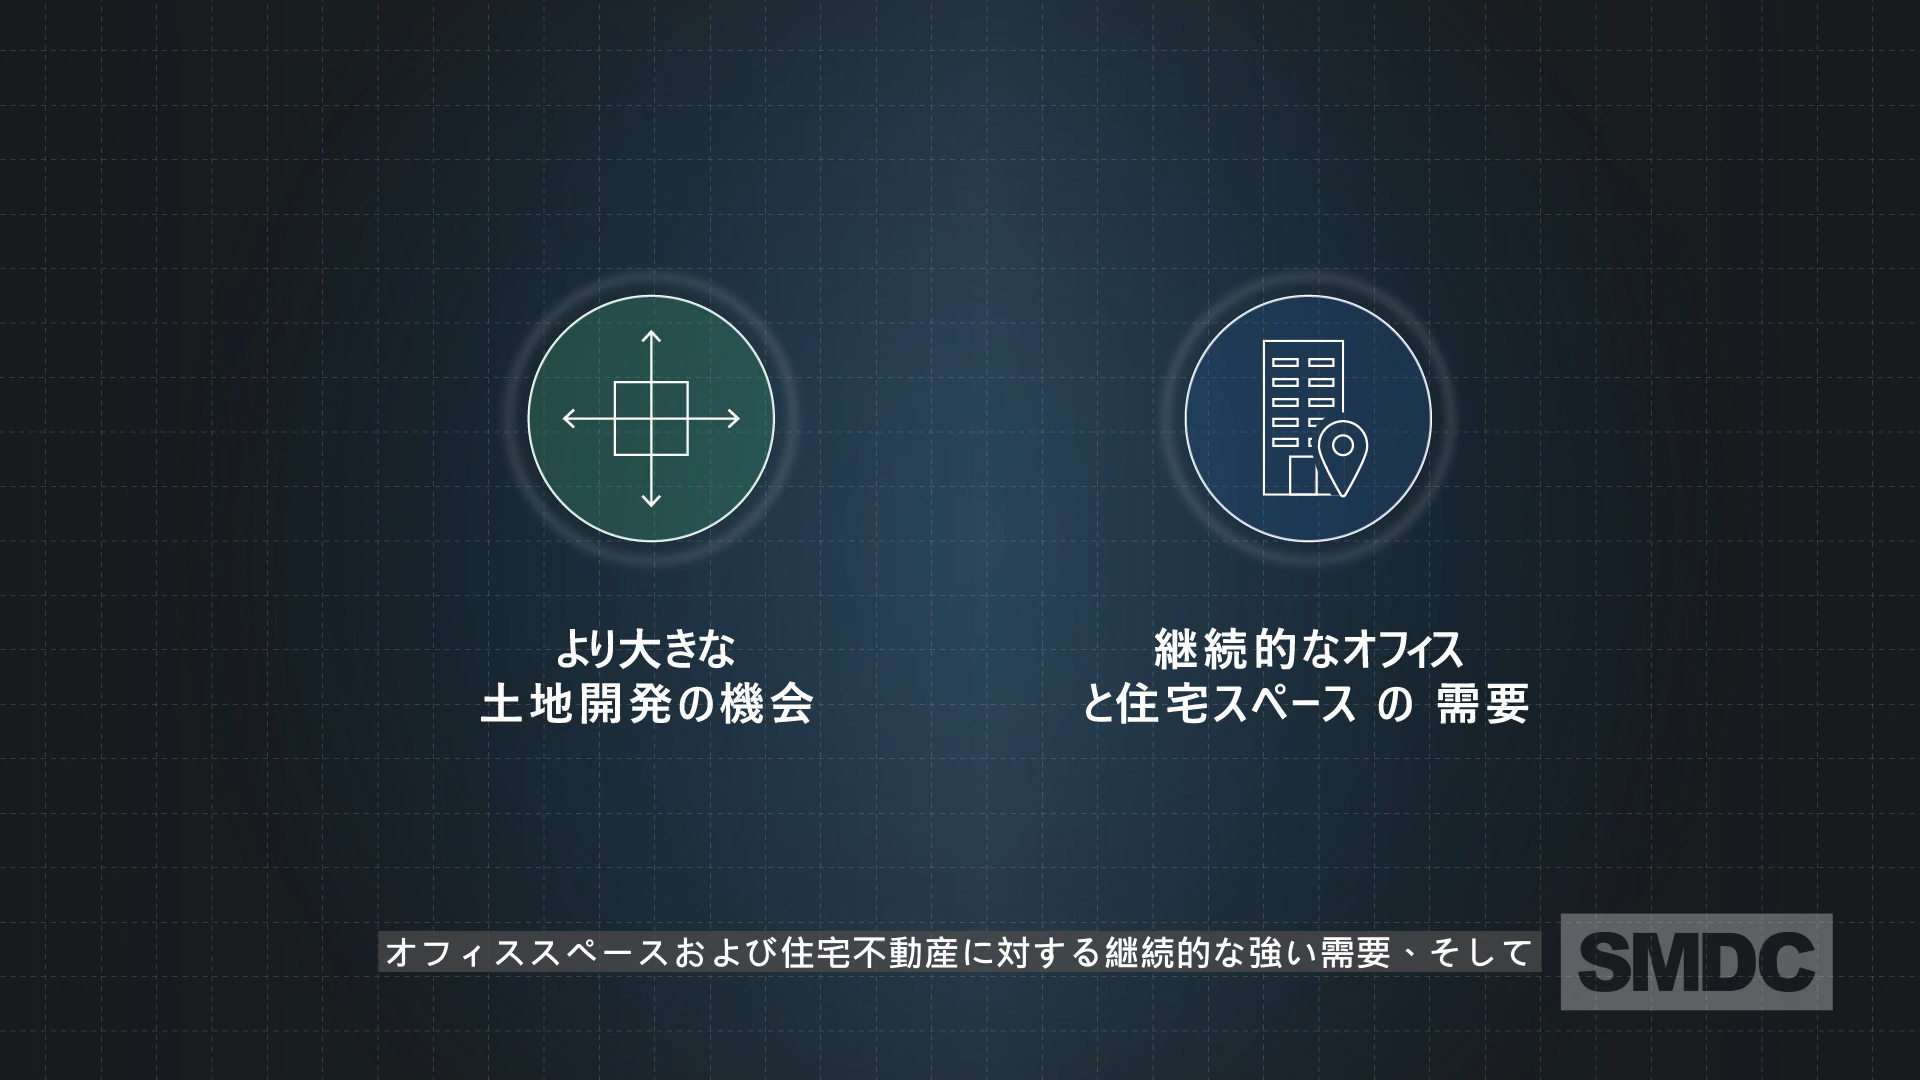 より大きな
土地開発の機会
継続的なオフィス
と住宅スペース の 需要
オフィススペースおよび住宅不動産に対する継続的な強い需要、そして
SMDC